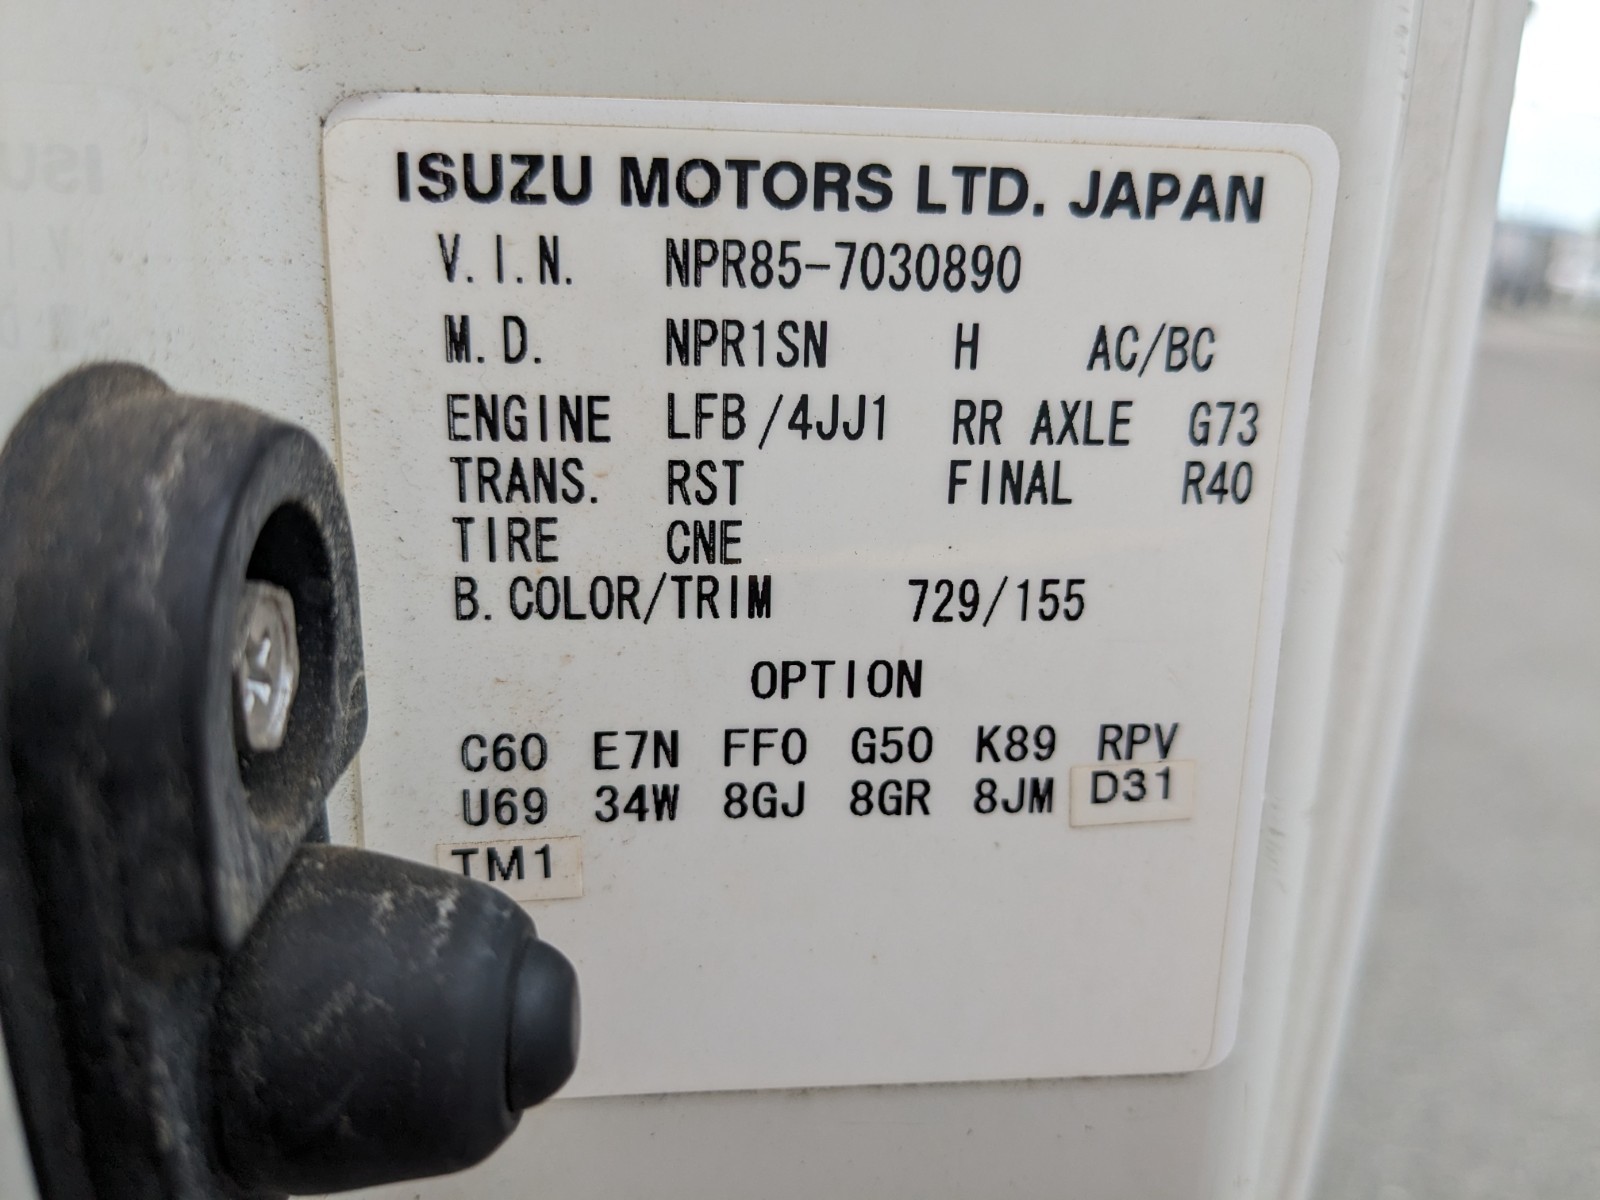 ISUZU MOTORS LTD. JAPAN
V.I.N. NPR85-7030890
M.D. NPR1SN H AC/BC
ENGINE LFB/4JJ1 RR AXLE G73
TRANS. RST FINAL R40
TIRE CNE
B.COLOR/TRIM 729/155
OPTION
C60 E7N FF0 G50 K89 RPV
U69 34W 8GJ 8GR 8JM D31
TM1